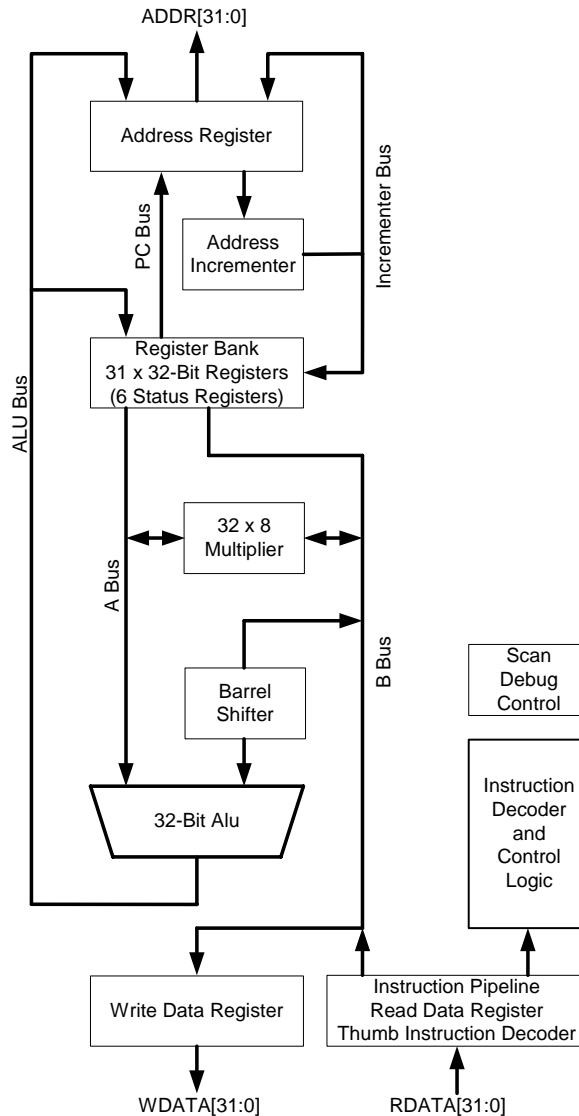 ADDR[31:0]
Address Register
Incrementer Bus
PC Bus
Address
Incrementer
Register Bank
31 x 32-Bit Registers
(6 Status Registers)
ALU Bus
32 x 8
Multiplier
A Bus
B Bus
Scan
Debug
Control
Barrel
Shifter
32-Bit Alu
Instruction
Decoder
and
Control
Logic
Write Data Register
Instruction Pipeline
Read Data Register
Thumb Instruction Decoder
WDATA[31:0]
RDATA[31:0]